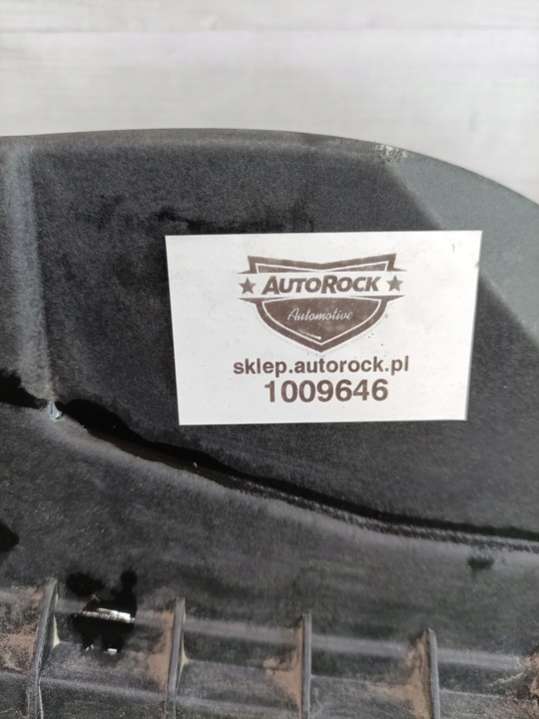 ★ AUTOROCK ★
Automotive
sklep.autorock.pl
1009646